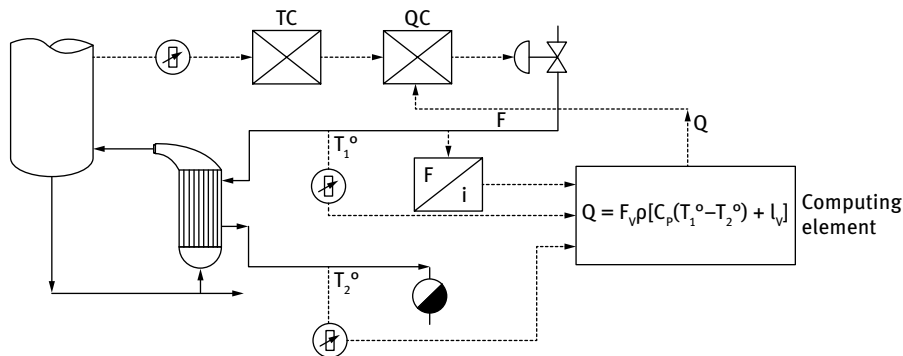 TC
QC
F
Q
T₁°
F
i
Q = Fᵥρ[Cₚ(T₁°–T₂°) + lᵥ]
Computing
element
T₂°